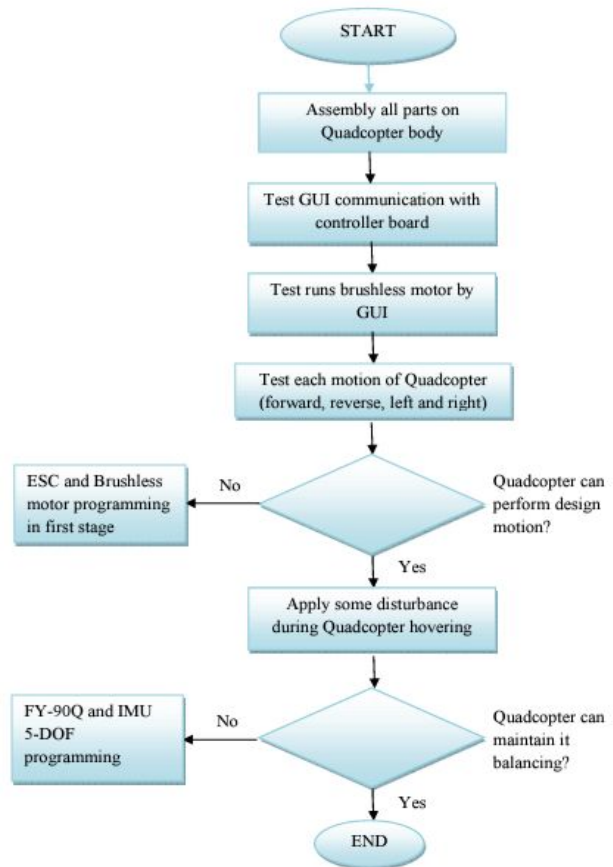 START
Assembly all parts on
Quadcopter body
Test GUI communication with
controller board
Test runs brushless motor by
GUI
Test each motion of Quadcopter
(forward, reverse, left and right)
ESC and Brushless
motor programming
in first stage
No
Quadcopter can
perform design
motion?
Yes
Apply some disturbance
during Quadcopter hovering
FY-90Q and IMU
5-DOF
programming
No
Quadcopter can
maintain it
balancing?
Yes
END